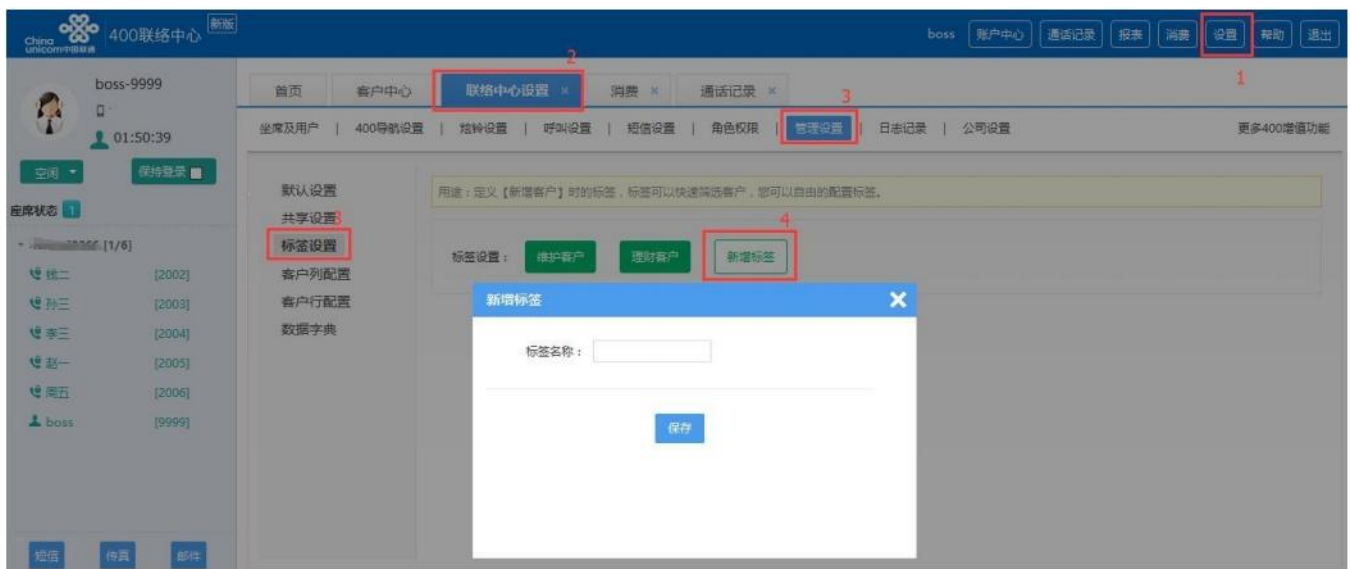 China unicom中国联通 400联络中心 新版 boss 账户中心 通话记录 报表 消费 设置 帮助 退出
2
1
boss-9999
首页 客户中心 联络中心设置 × 消费 × 通话记录 ×
3
01:50:39
坐席及用户 | 400导航设置 | 炫铃设置 | 呼叫设置 | 短信设置 | 角色权限 | 管理设置 | 日志记录 | 公司设置 更多400增值功能
空闲 保持登录
默认设置
用途：定义【新增客户】时的标签，标签可以快速筛选客户，您可以自由的配置标签。
座席状态 1
共享设置 3
4
[1/6]
标签设置
标签设置： 维护客户 理财客户 新增标签
钱二 [2002]
客户列配置
孙三 [2003]
客户行配置
新增标签
李三 [2004]
数据字典
标签名称：
赵一 [2005]
周五 [2006]
boss [9999]
保存
短信 传真 邮件